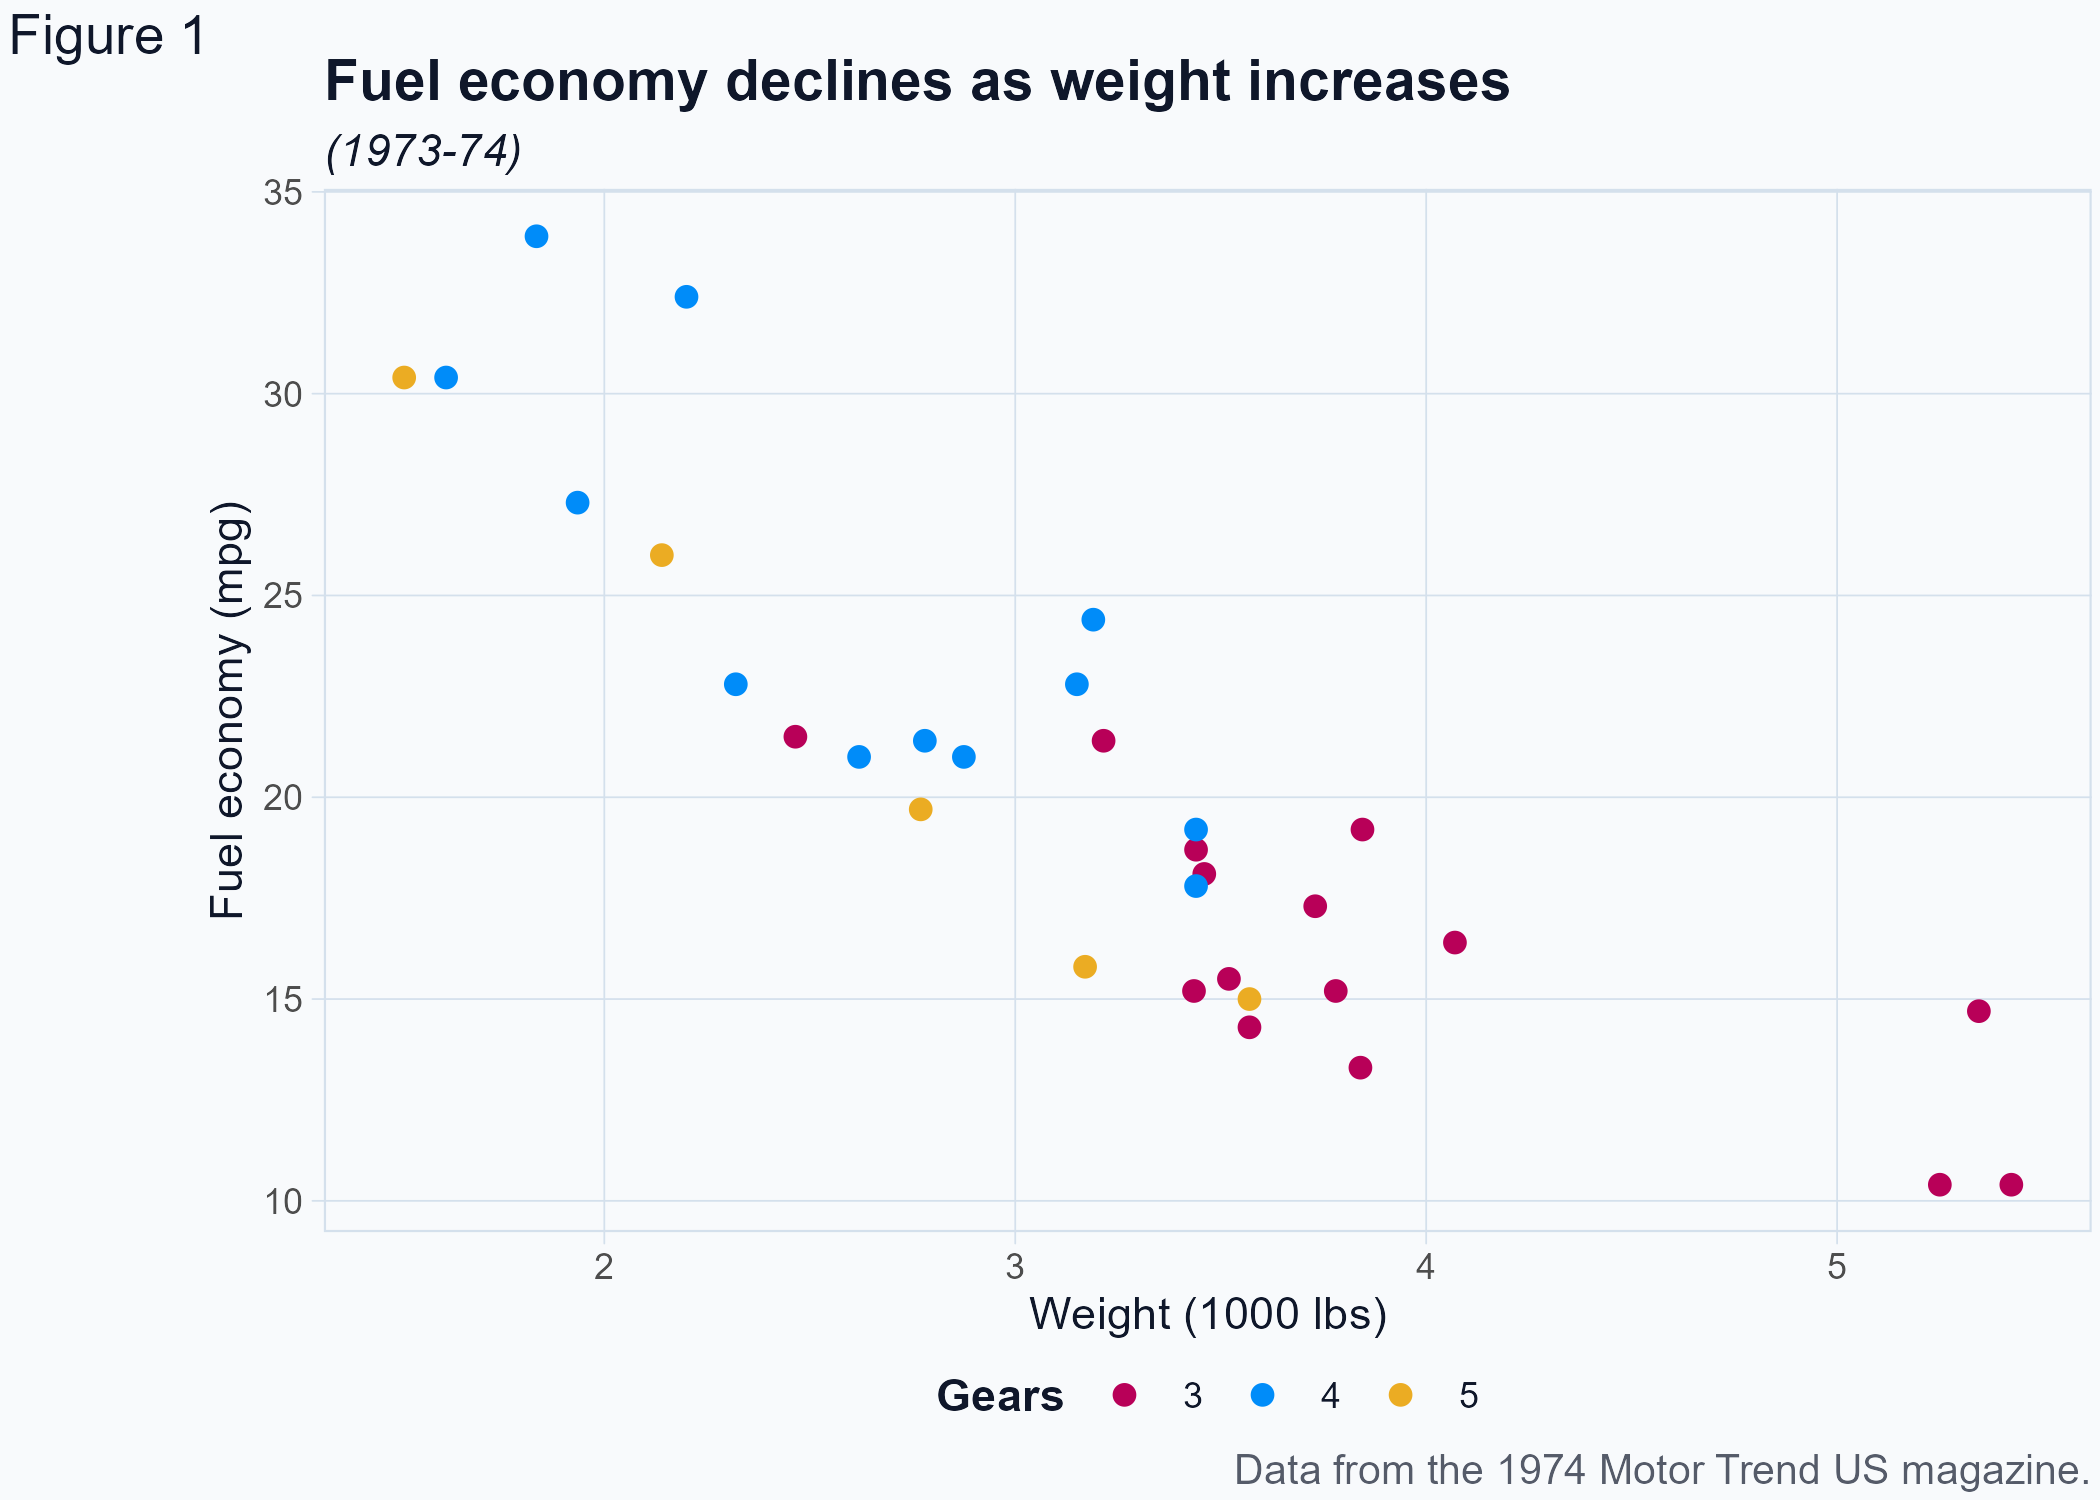 Figure 1
Fuel economy declines as weight increases
(1973-74)
Fuel economy (mpg)
35
30
25
20
15
10
2 3 4 5
Weight (1000 lbs)
Gears 3 4 5
Data from the 1974 Motor Trend US magazine.